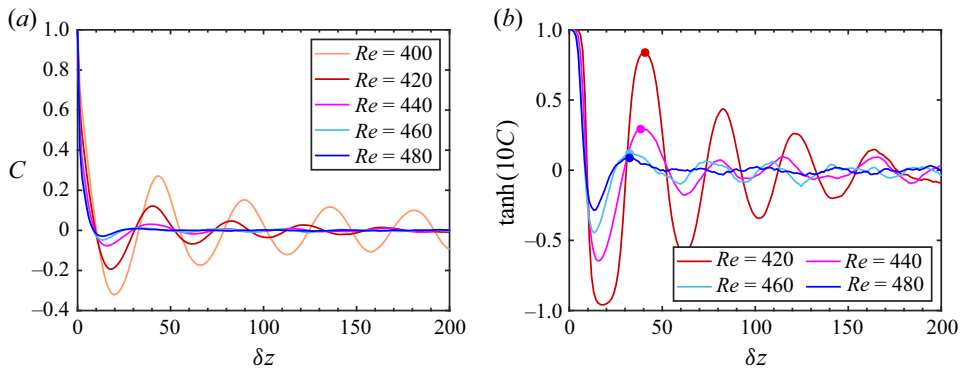 (a)
1.0
0.8
0.6
0.4
0.2
0
–0.2
–0.4
C
0
50
100
150
200
δz
Re = 400
Re = 420
Re = 440
Re = 460
Re = 480
(b)
1.0
0.5
0
–0.5
–1.0
tanh (10C)
0
50
100
150
200
δz
Re = 420
Re = 440
Re = 460
Re = 480